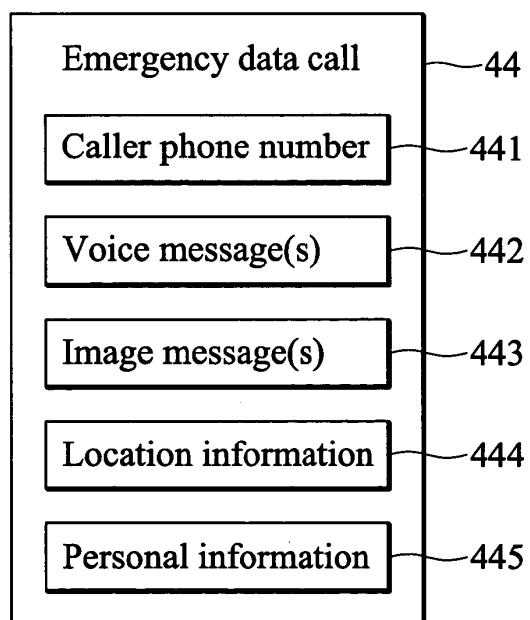 Emergency data call 44
Caller phone number 441
Voice message(s) 442
Image message(s) 443
Location information 444
Personal information 445